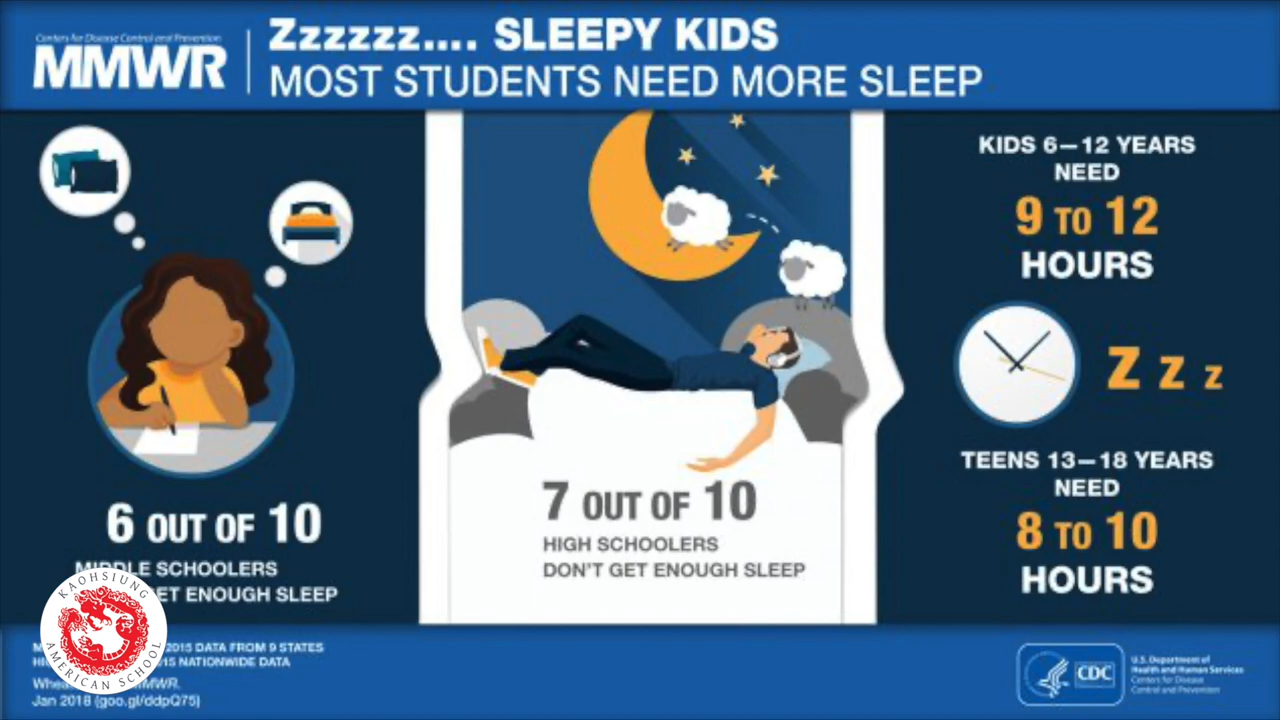 Centers for Disease Control and Prevention
MMWR
Zzzzzz.... SLEEPY KIDS
MOST STUDENTS NEED MORE SLEEP
6 OUT OF 10
MIDDLE SCHOOLERS
GET ENOUGH SLEEP
7 OUT OF 10
HIGH SCHOOLERS
DON'T GET ENOUGH SLEEP
KIDS 6–12 YEARS
NEED
9 TO 12
HOURS
Z z z
TEENS 13–18 YEARS
NEED
8 TO 10
HOURS
KAOHSIUNG
AMERICAN SCHOOL
2015 DATA FROM 9 STATES
NATIONWIDE DATA
MMWR.
Jan 2018 (goo.gl/ddpQ75)
CDC
U.S. Department of
Health and Human Services
Centers for Disease
Control and Prevention